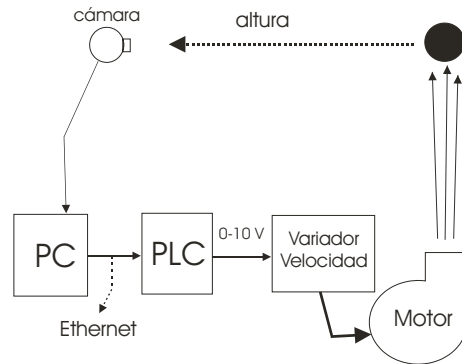 cámara
altura
PC
PLC
0-10 V
Variador
Velocidad
Ethernet
Motor